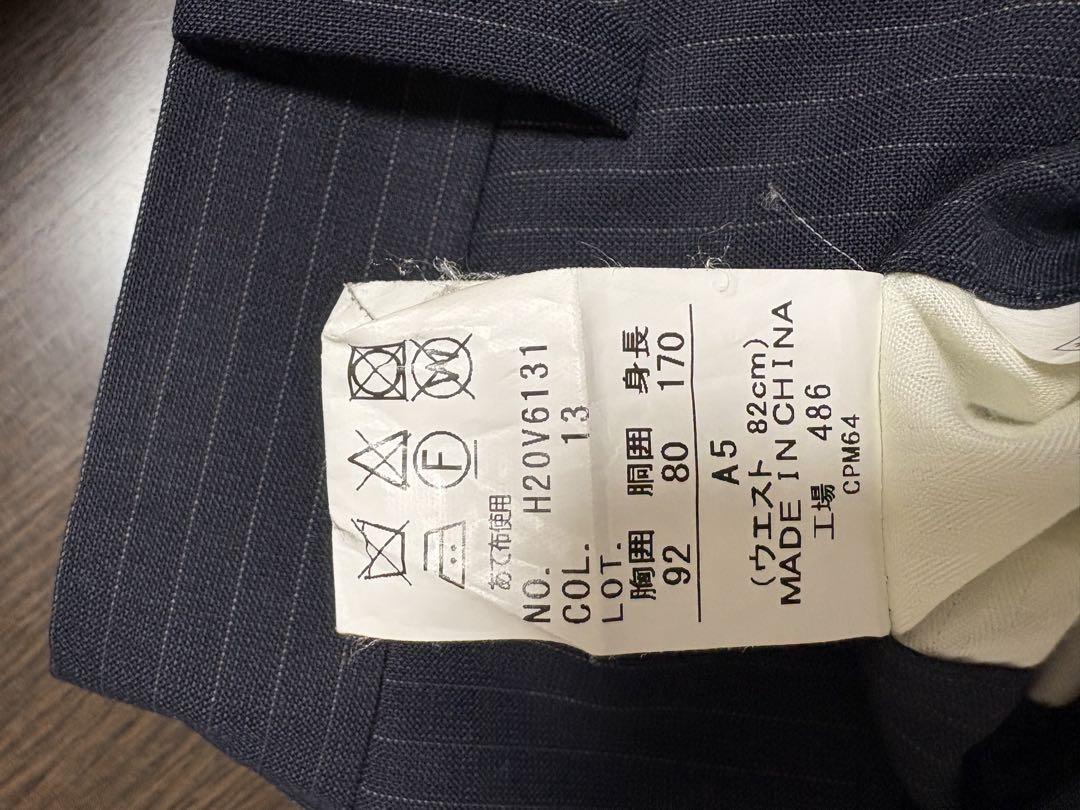 あて布使用
NO. H20V6131
COL. 13
LOT.
胸囲 胴囲 身長
92 80 170
A5
(ウエスト 82cm)
MADE IN CHINA
工場 486
CPM64